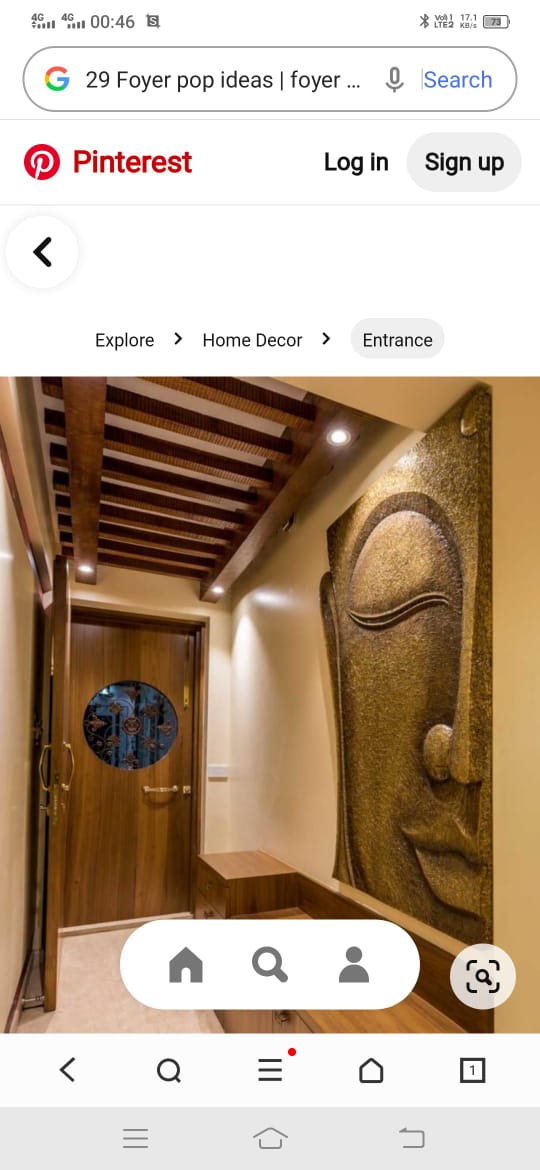 4G 4G 00:46 Vo)) 1 LTE2 17.1 KB/s 73
29 Foyer pop ideas | foyer ... Search
Pinterest Log in Sign up
Explore Home Decor Entrance
1